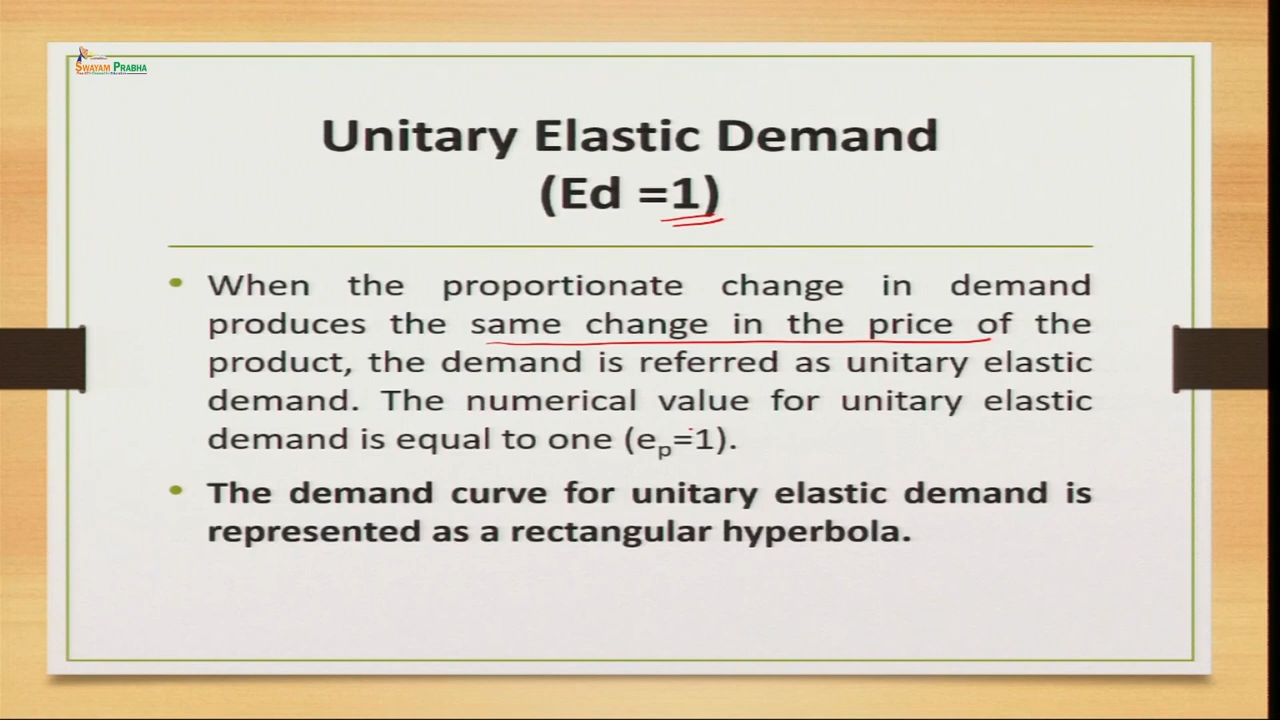 SWAYAM PRABHA
Unitary Elastic Demand
(Ed =1)
• When the proportionate change in demand
produces the same change in the price of the
product, the demand is referred as unitary elastic
demand. The numerical value for unitary elastic
demand is equal to one (ep=1).
• The demand curve for unitary elastic demand is
represented as a rectangular hyperbola.